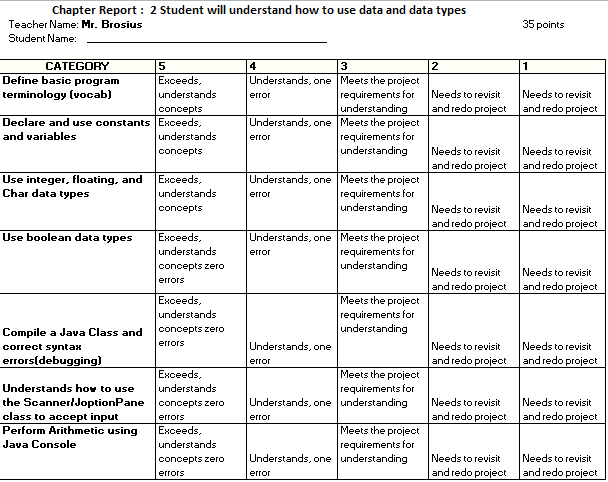 Chapter Report : 2 Student will understand how to use data and data types
Teacher Name: Mr. Brosius
35 points
Student Name:
CATEGORY
5
4
3
2
1
Define basic program
terminology (vocab)
Exceeds,
understands
concepts
Understands, one
error
Meets the project
requirements for
understanding
Needs to revisit
and redo project
Needs to revisit
and redo project
Declare and use constants
and variables
Exceeds,
understands
concepts
Understands, one
error
Meets the project
requirements for
understanding
Needs to revisit
and redo project
Needs to revisit
and redo project
Use integer, floating, and
Char data types
Exceeds,
understands
concepts
Understands, one
error
Meets the project
requirements for
understanding
Needs to revisit
and redo project
Needs to revisit
and redo project
Use boolean data types
Exceeds,
understands
concepts zero
errors
Understands, one
error
Meets the project
requirements for
understanding
Needs to revisit
and redo project
Needs to revisit
and redo project
Compile a Java Class and
correct syntax
errors(debugging)
Exceeds,
understands
concepts zero
errors
Understands, one
error
Meets the project
requirements for
understanding
Needs to revisit
and redo project
Needs to revisit
and redo project
Understands how to use
the Scanner/JoptionPane
class to accept input
Exceeds,
understands
concepts zero
errors
Understands, one
error
Meets the project
requirements for
understanding
Needs to revisit
and redo project
Needs to revisit
and redo project
Perform Arithmetic using
Java Console
Exceeds,
understands
concepts zero
errors
Understands, one
error
Meets the project
requirements for
understanding
Needs to revisit
and redo project
Needs to revisit
and redo project